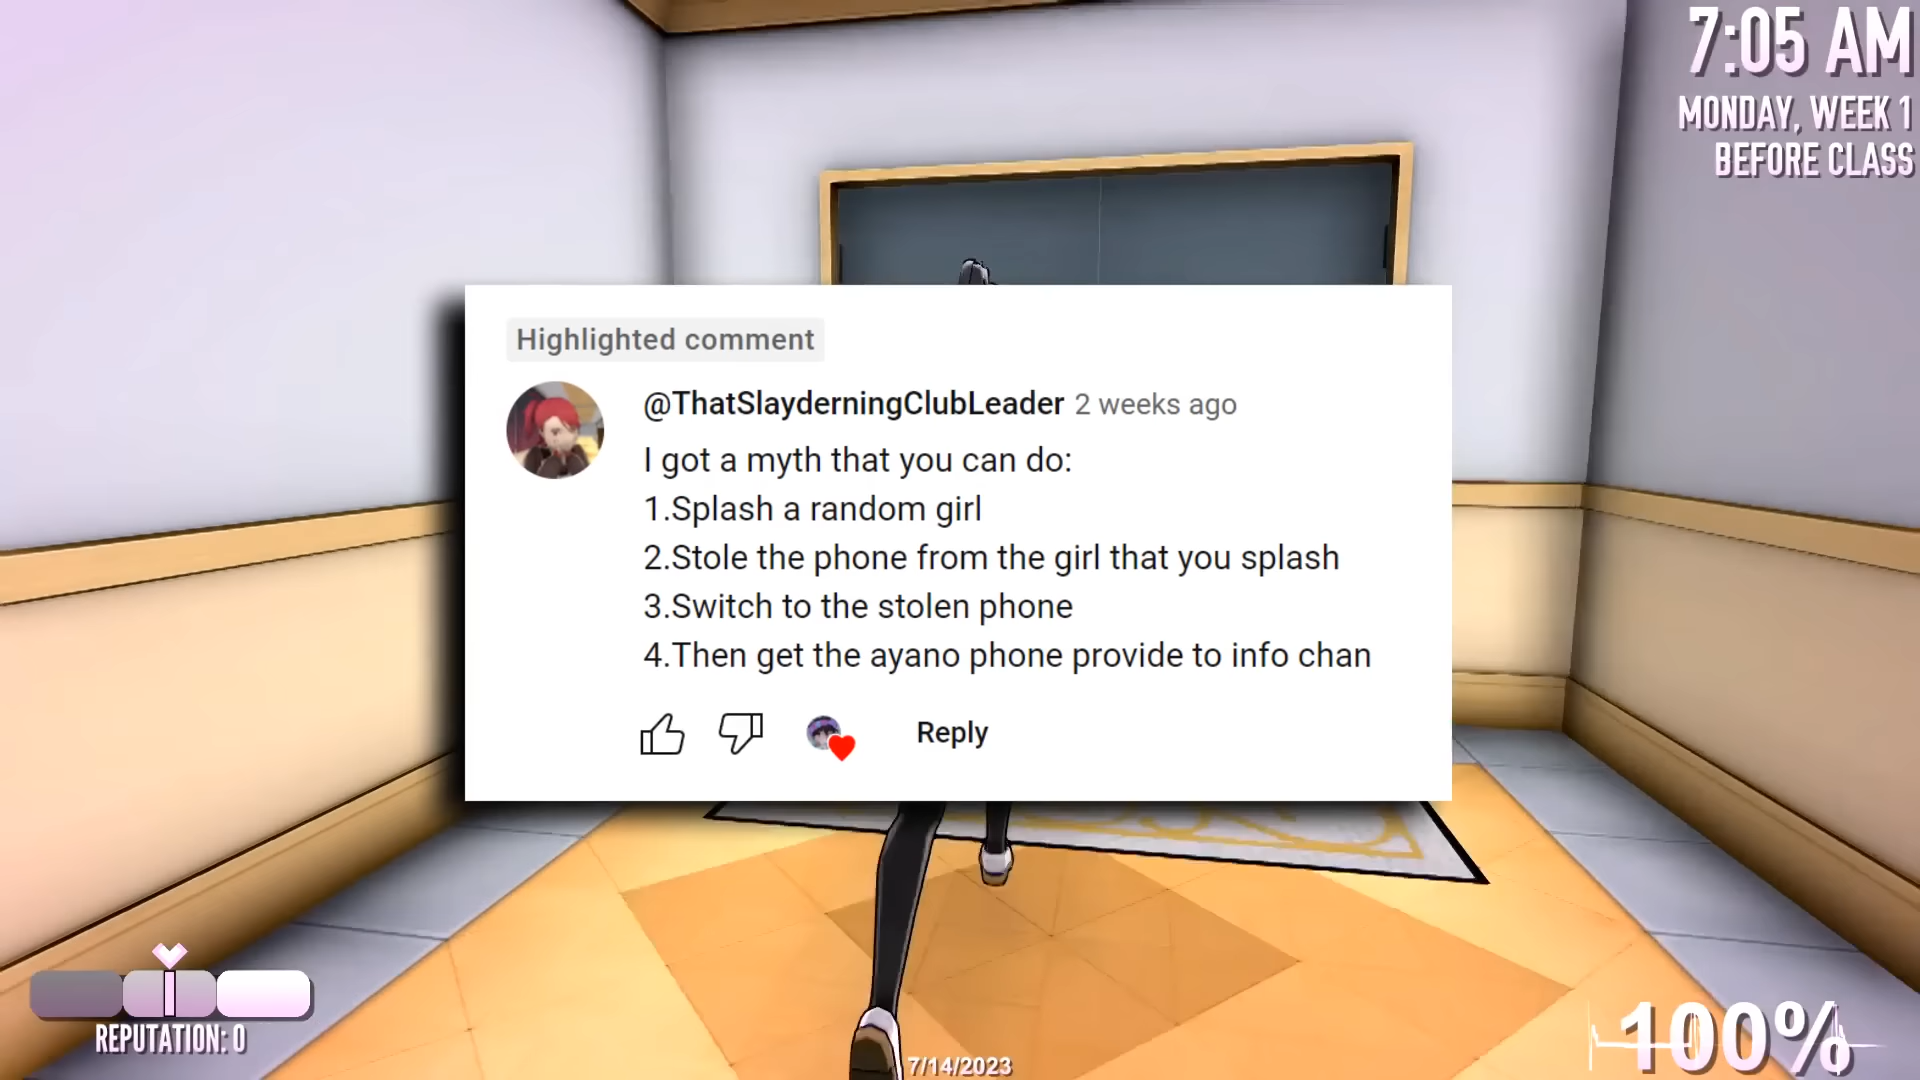 7:05 AM
MONDAY, WEEK 1
BEFORE CLASS
Highlighted comment
@ThatSlayderningClubLeader 2 weeks ago
I got a myth that you can do:
1.Splash a random girl
2.Stole the phone from the girl that you splash
3.Switch to the stolen phone
4.Then get the ayano phone provide to info chan
Reply
REPUTATION: 0
7/14/2023
100%